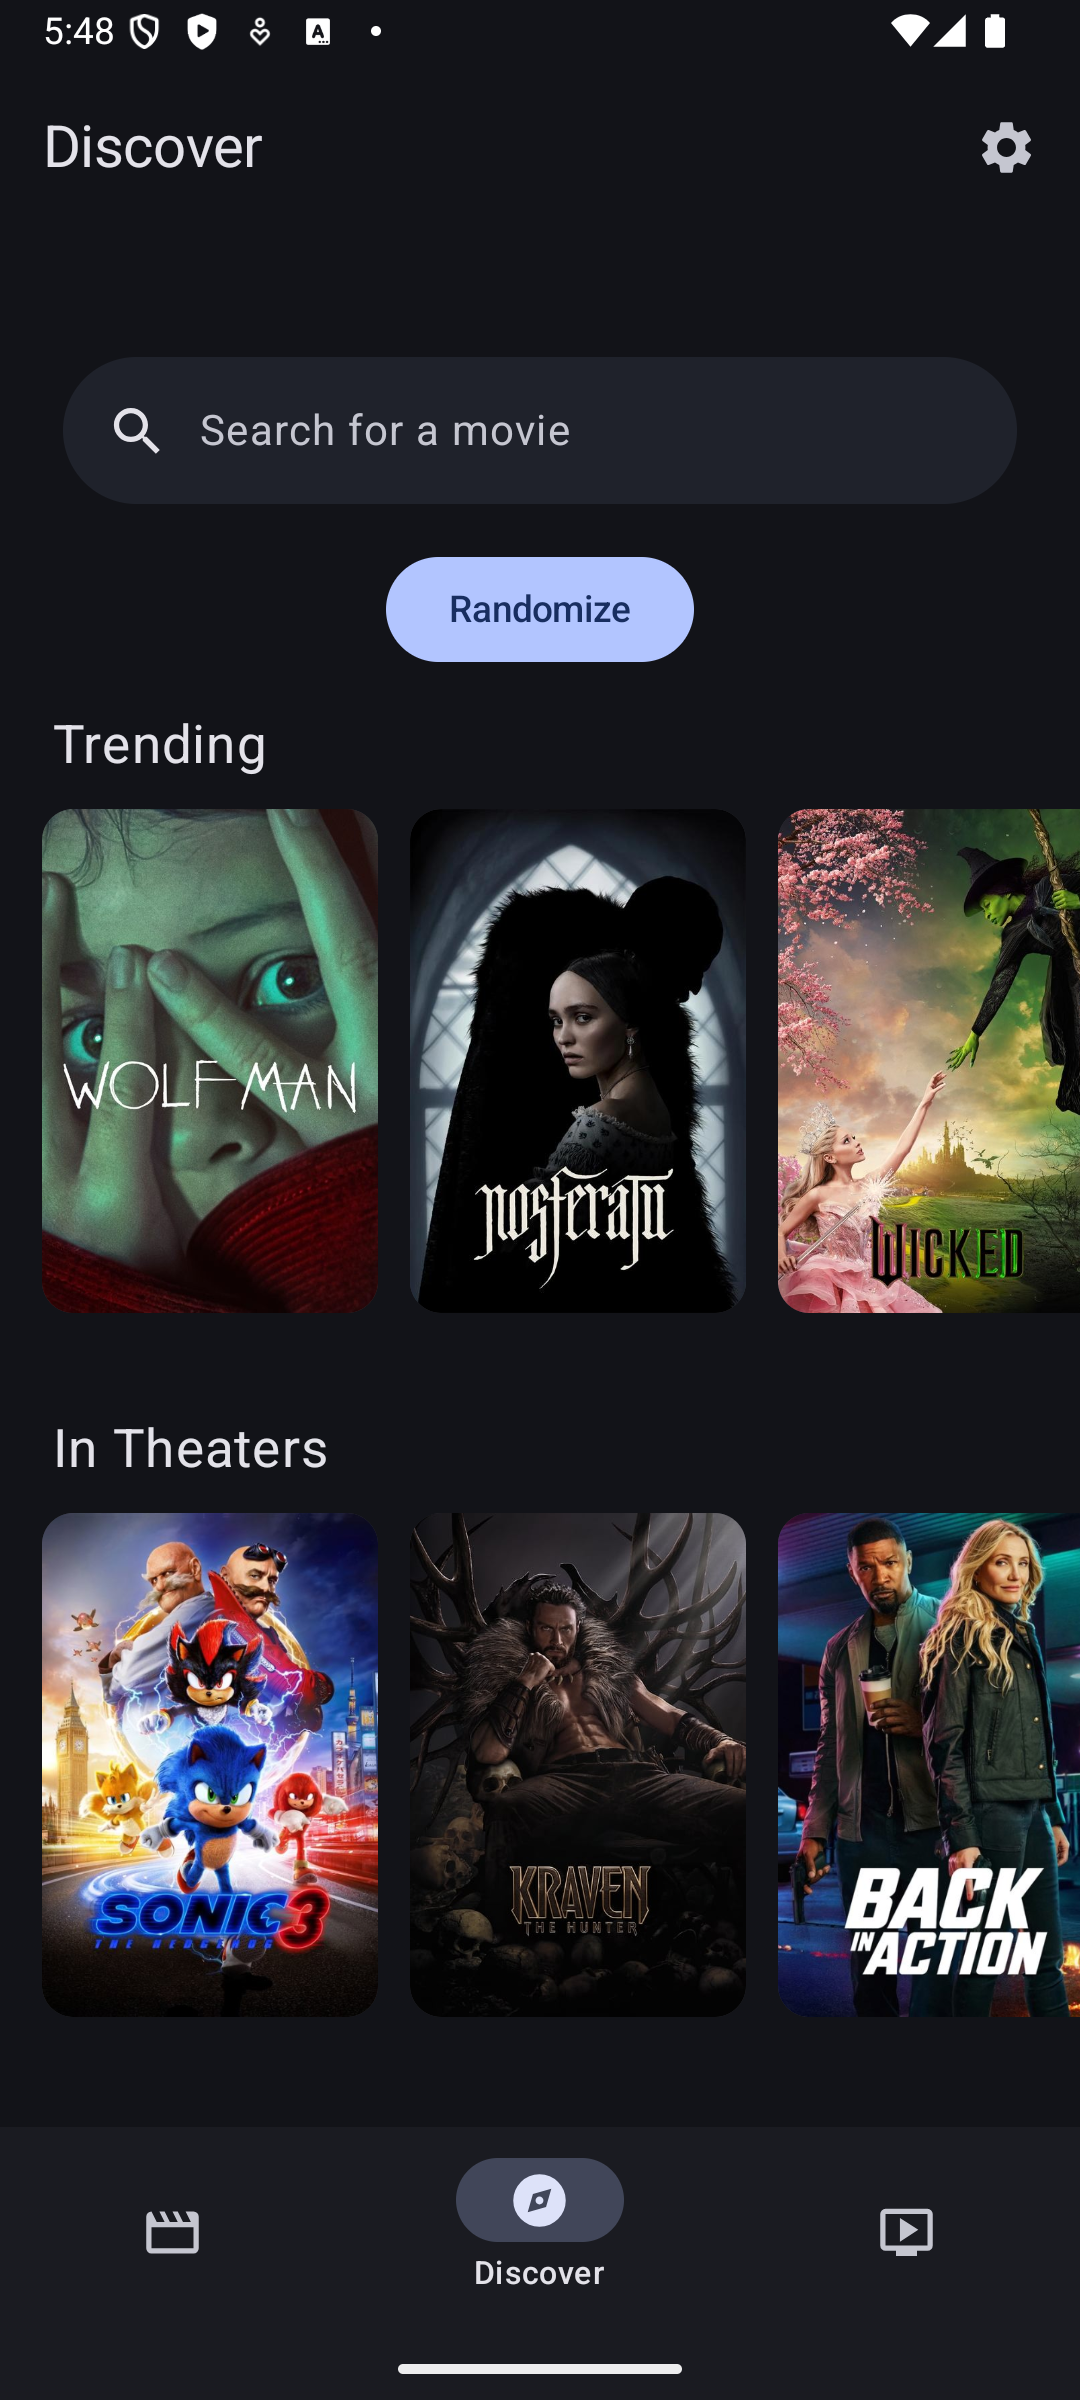 5:48
Discover
Search for a movie
Randomize
Trending
WOLF MAN
nosferatu
WICKED
In Theaters
SONIC 3
THE HEDGEHOG
KRAVEN
THE HUNTER
BACK
IN ACTION
Discover